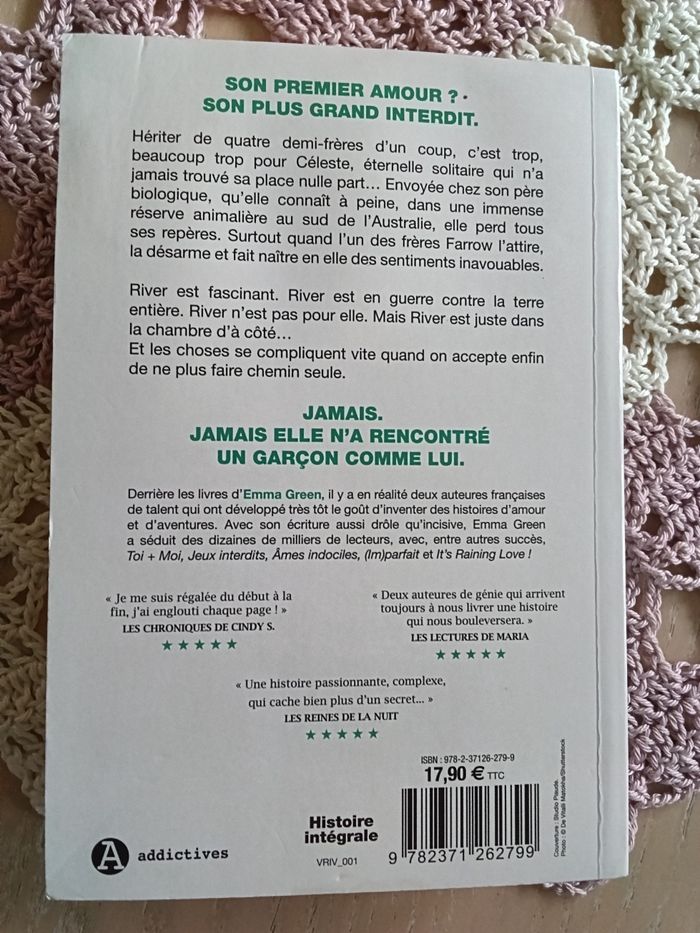 SON PREMIER AMOUR ?
SON PLUS GRAND INTERDIT.
Hériter de quatre demi-frères d'un coup, c'est trop,
beaucoup trop pour Céleste, éternelle solitaire qui n'a
jamais trouvé sa place nulle part… Envoyée chez son père
biologique, qu'elle connaît à peine, dans une immense
réserve animalière au sud de l'Australie, elle perd tous
ses repères. Surtout quand l'un des frères Farrow l'attire,
la désarme et fait naître en elle des sentiments inavouables.
River est fascinant. River est en guerre contre la terre
entière. River n'est pas pour elle. Mais River est juste dans
la chambre d'à côté…
Et les choses se compliquent vite quand on accepte enfin
de ne plus faire chemin seule.
JAMAIS.
JAMAIS ELLE N'A RENCONTRÉ
UN GARÇON COMME LUI.
Derrière les livres d'Emma Green, il y a en réalité deux auteures françaises
de talent qui ont développé très tôt le goût d'inventer des histoires d'amour
et d'aventures. Avec son écriture aussi drôle qu'incisive, Emma Green
a séduit des dizaines de milliers de lecteurs, avec, entre autres succès,
Toi + Moi, Jeux interdits, Âmes indociles, (Im)parfait et It's Raining Love !
« Je me suis régalée du début à la
fin, j'ai englouti chaque page ! »
LES CHRONIQUES DE CINDY S.
« Deux auteures de génie qui arrivent
toujours à nous livrer une histoire
qui nous bouleversera. »
LES LECTURES DE MARIA
« Une histoire passionnante, complexe,
qui cache bien plus d'un secret... »
LES REINES DE LA NUIT
ISBN : 978-2-37126-279-9
17,90 € TTC
Histoire
intégrale
VRIV_001
A addictives
9 782371 262799
Couverture : Studio Piaude.
Photo : © De Vitalii Matokha/Shutterstock